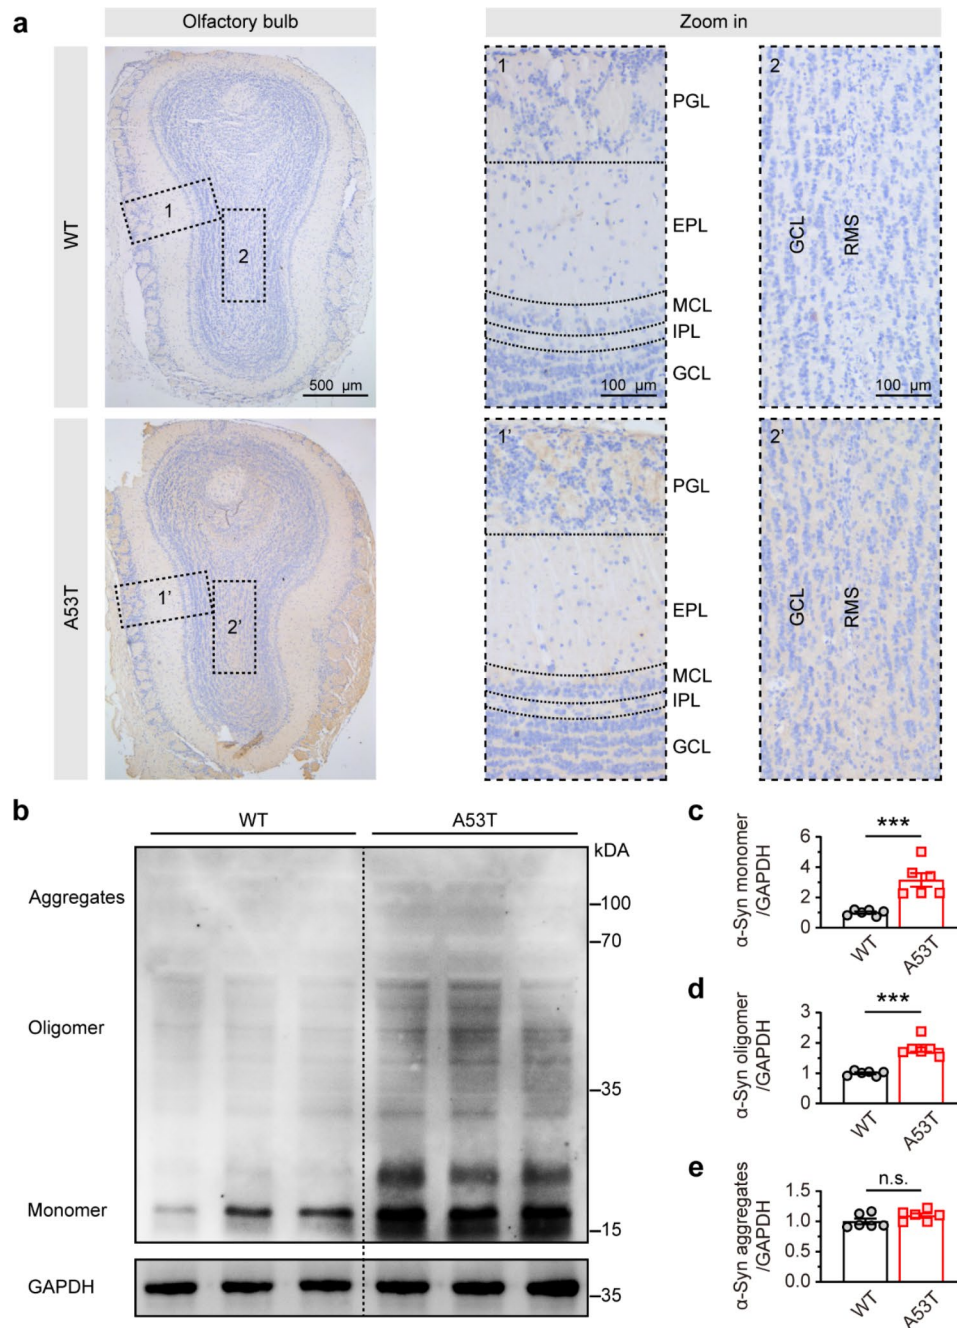 a
Olfactory bulb
Zoom in
WT
1
2
500 µm
1
PGL
EPL
MCL
IPL
GCL
100 µm
2
GCL
RMS
100 µm
A53T
1’
2’
1’
PGL
EPL
MCL
IPL
GCL
2’
GCL
RMS
b
WT
A53T
kDA
Aggregates
100
70
Oligomer
35
Monomer
15
GAPDH
35
c
α-Syn monomer
/GAPDH
6
4
2
0
***
WT
A53T
d
α-Syn oligomer
/GAPDH
3
2
1
0
***
WT
A53T
e
α-Syn aggregates
/GAPDH
1.5
1.0
0.5
0.0
n.s.
WT
A53T